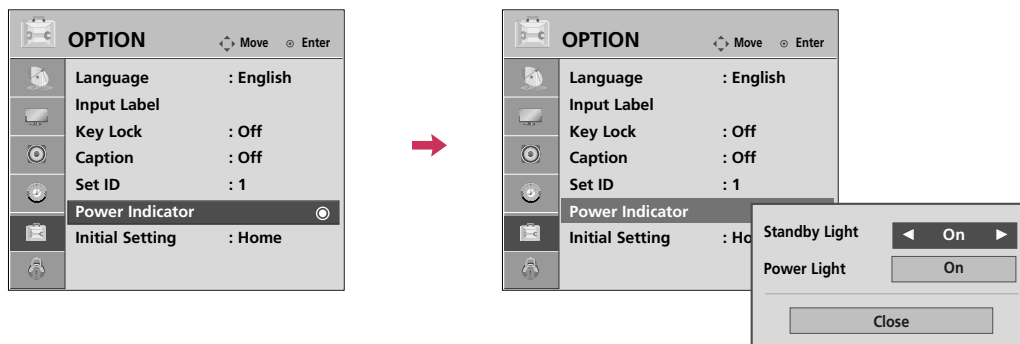 OPTION Move Enter
Language : English
Input Label
Key Lock : Off
Caption : Off
Set ID : 1
Power Indicator
Initial Setting : Home
OPTION Move Enter
Language : English
Input Label
Key Lock : Off
Caption : Off
Set ID : 1
Power Indicator
Initial Setting : Ho
Standby Light ◀ On ▶
Power Light On
Close